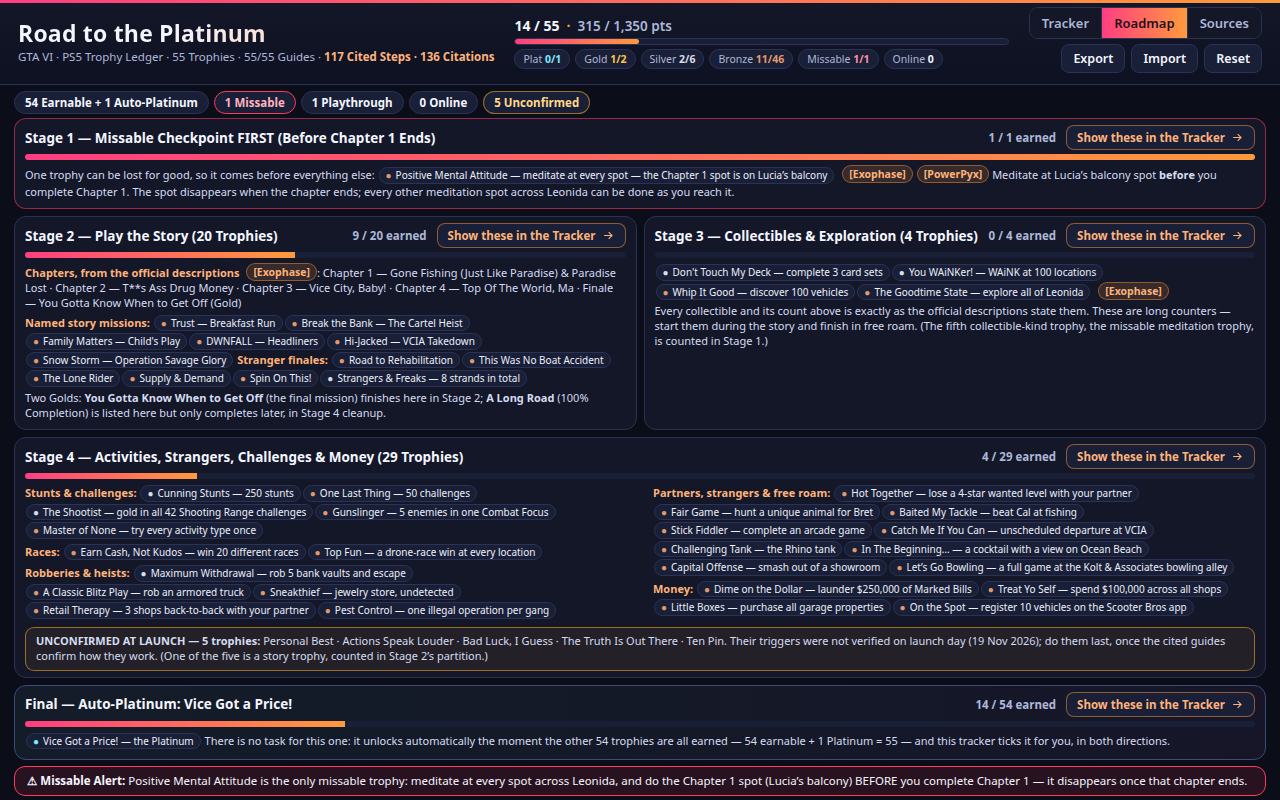 Road to the Platinum
GTA VI · PS5 Trophy Ledger · 55 Trophies · 55/55 Guides · 117 Cited Steps · 136 Citations
14 / 55 · 315 / 1,350 pts
Plat 0/1 Gold 1/2 Silver 2/6 Bronze 11/46 Missable 1/1 Online 0
Tracker Roadmap Sources
Export Import Reset
54 Earnable + 1 Auto-Platinum 1 Missable 1 Playthrough 0 Online 5 Unconfirmed
Stage 1 — Missable Checkpoint FIRST (Before Chapter 1 Ends) 1 / 1 earned Show these in the Tracker →
One trophy can be lost for good, so it comes before everything else: • Positive Mental Attitude — meditate at every spot — the Chapter 1 spot is on Lucia's balcony [Exophase] [PowerPyx] Meditate at Lucia's balcony spot before you
complete Chapter 1. The spot disappears when the chapter ends; every other meditation spot across Leonida can be done as you reach it.
Stage 2 — Play the Story (20 Trophies) 9 / 20 earned Show these in the Tracker →
Chapters, from the official descriptions [Exophase]: Chapter 1 — Gone Fishing (Just Like Paradise) & Paradise
Lost · Chapter 2 — T**s Ass Drug Money · Chapter 3 — Vice City, Baby! · Chapter 4 — Top Of The World, Ma · Finale
— You Gotta Know When to Get Off (Gold)
Named story missions: • Trust — Breakfast Run • Break the Bank — The Cartel Heist
• Family Matters — Child's Play • DWNFALL — Headliners • Hi-Jacked — VCIA Takedown
• Snow Storm — Operation Savage Glory Stranger finales: • Road to Rehabilitation • This Was No Boat Accident
• The Lone Rider • Supply & Demand • Spin On This! • Strangers & Freaks — 8 strands in total
Two Golds: You Gotta Know When to Get Off (the final mission) finishes here in Stage 2; A Long Road (100%
Completion) is listed here but only completes later, in Stage 4 cleanup.
Stage 3 — Collectibles & Exploration (4 Trophies) 0 / 4 earned Show these in the Tracker →
• Don't Touch My Deck — complete 3 card sets • You WAiNKer! — WAiNK at 100 locations
• Whip It Good — discover 100 vehicles • The Goodtime State — explore all of Leonida [Exophase]
Every collectible and its count above is exactly as the official descriptions state them. These are long counters —
start them during the story and finish in free roam. (The fifth collectible-kind trophy, the missable meditation trophy,
is counted in Stage 1.)
Stage 4 — Activities, Strangers, Challenges & Money (29 Trophies) 4 / 29 earned Show these in the Tracker →
Stunts & challenges: • Cunning Stunts — 250 stunts • One Last Thing — 50 challenges
• The Shootist — gold in all 42 Shooting Range challenges • Gunslinger — 5 enemies in one Combat Focus
• Master of None — try every activity type once
Races: • Earn Cash, Not Kudos — win 20 different races • Top Fun — a drone-race win at every location
Robberies & heists: • Maximum Withdrawal — rob 5 bank vaults and escape
• A Classic Blitz Play — rob an armored truck • Sneakthief — jewelry store, undetected
• Retail Therapy — 3 shops back-to-back with your partner • Pest Control — one illegal operation per gang
Partners, strangers & free roam: • Hot Together — lose a 4-star wanted level with your partner
• Fair Game — hunt a unique animal for Bret • Baited My Tackle — beat Cal at fishing
• Stick Fiddler — complete an arcade game • Catch Me If You Can — unscheduled departure at VCIA
• Challenging Tank — the Rhino tank • In The Beginning... — a cocktail with a view on Ocean Beach
• Capital Offense — smash out of a showroom • Let's Go Bowling — a full game at the Kolt & Associates bowling alley
Money: • Dime on the Dollar — launder $250,000 of Marked Bills • Treat Yo Self — spend $100,000 across all shops
• Little Boxes — purchase all garage properties • On the Spot — register 10 vehicles on the Scooter Bros app
UNCONFIRMED AT LAUNCH — 5 trophies: Personal Best · Actions Speak Louder · Bad Luck, I Guess · The Truth Is Out There · Ten Pin. Their triggers were not verified on launch day (19 Nov 2026); do them last, once the cited guides
confirm how they work. (One of the five is a story trophy, counted in Stage 2's partition.)
Final — Auto-Platinum: Vice Got a Price! 14 / 54 earned Show these in the Tracker →
• Vice Got a Price! — the Platinum There is no task for this one: it unlocks automatically the moment the other 54 trophies are all earned — 54 earnable + 1 Platinum = 55 — and this tracker ticks it for you, in both directions.
⚠ Missable Alert: Positive Mental Attitude is the only missable trophy: meditate at every spot across Leonida, and do the Chapter 1 spot (Lucia's balcony) BEFORE you complete Chapter 1 — it disappears once that chapter ends.